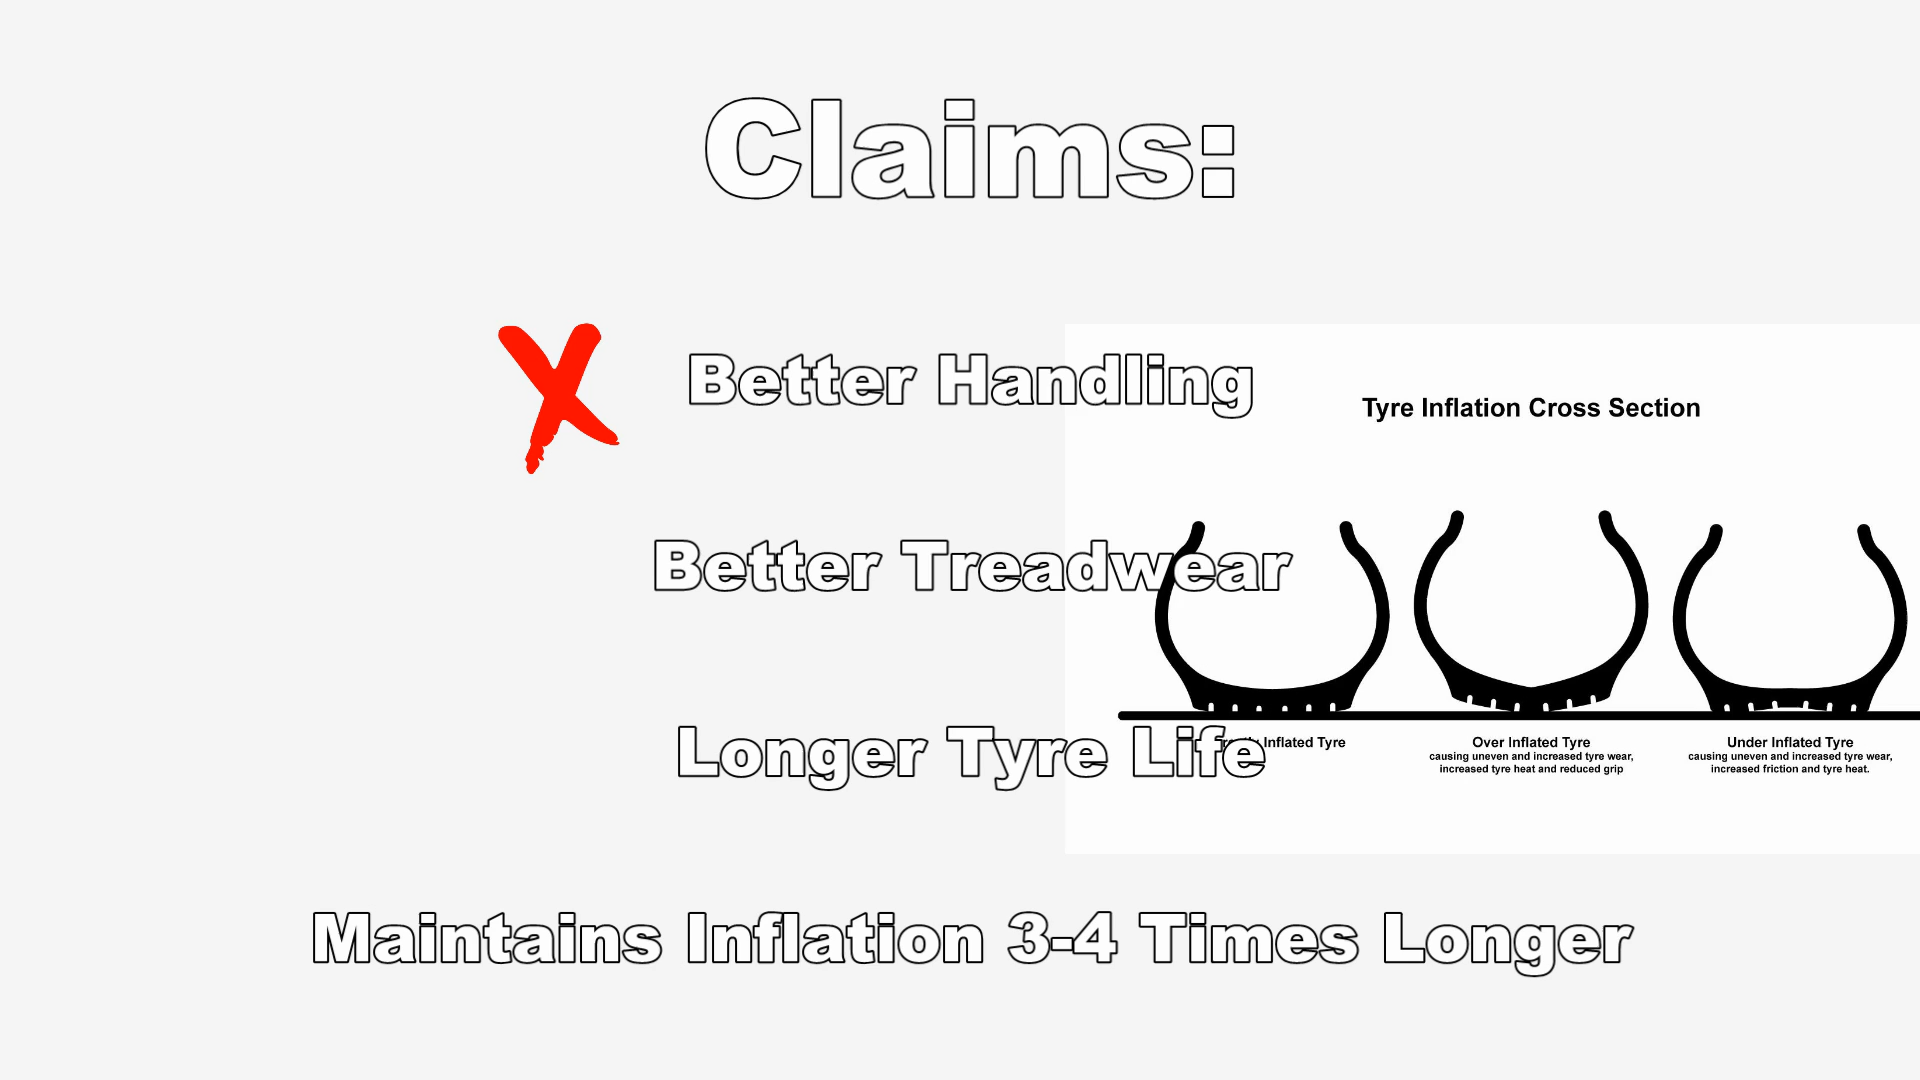 Claims:
Better Handling
Tyre Inflation Cross Section
Better Treadwear
Longer Tyre Life
Inflated Tyre
Over Inflated Tyre
causing uneven and increased tyre wear,
increased tyre heat and reduced grip
Under Inflated Tyre
causing uneven and increased tyre wear,
increased friction and tyre heat.
Maintains Inflation 3-4 Times Longer